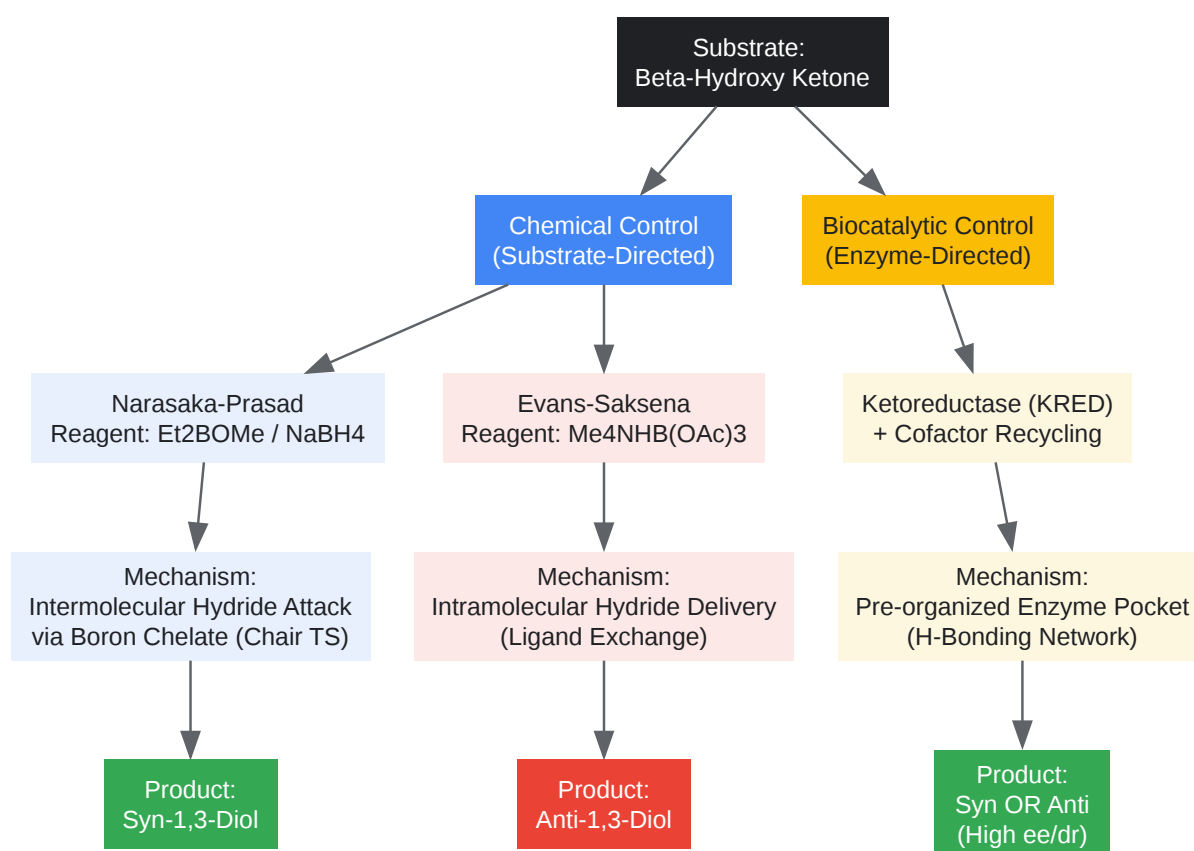 Substrate:
Beta-Hydroxy Ketone
Chemical Control
(Substrate-Directed)
Biocatalytic Control
(Enzyme-Directed)
Narasaka-Prasad
Reagent: Et2BOMe / NaBH4
Evans-Saksena
Reagent: Me4NHB(OAc)3
Ketoreductase (KRED)
+ Cofactor Recycling
Mechanism:
Intermolecular Hydride Attack
via Boron Chelate (Chair TS)
Mechanism:
Intramolecular Hydride Delivery
(Ligand Exchange)
Mechanism:
Pre-organized Enzyme Pocket
(H-Bonding Network)
Product:
Syn-1,3-Diol
Product:
Anti-1,3-Diol
Product:
Syn OR Anti
(High ee/dr)